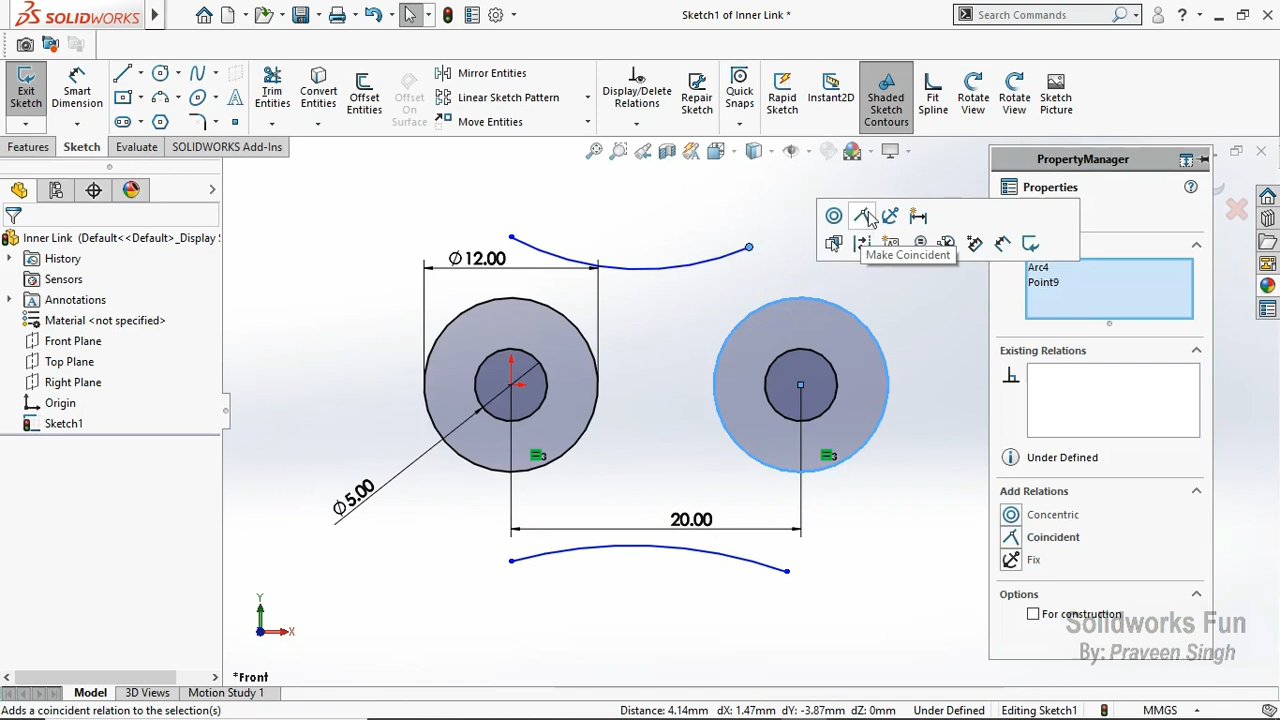 SOLIDWORKS
Sketch1 of Inner Link *
Search Commands
?
Exit
Sketch
Smart
Dimension
Trim
Entities
Convert
Entities
Offset
Entities
Offset
On
Surface
Mirror Entities
Linear Sketch Pattern
Move Entities
Display/Delete
Relations
Repair
Sketch
Quick
Snaps
Rapid
Sketch
Instant2D
Shaded
Sketch
Contours
Fit
Spline
Rotate
View
Rotate
View
Sketch
Picture
Features
Sketch
Evaluate
SOLIDWORKS Add-Ins
PropertyManager
Properties
Inner Link (Default<<Default>_Display S
History
Sensors
Annotations
Material <not specified>
Front Plane
Top Plane
Right Plane
Origin
Sketch1
Make Coincident
Arc4
Point9
Existing Relations
Under Defined
Add Relations
Concentric
Coincident
Fix
Options
For construction
Ø12.00
Ø5.00
20.00
3
3
Y
X
*Front
Solidworks Fun
By: Praveen Singh
Model
3D Views
Motion Study 1
Adds a coincident relation to the selection(s)
Distance: 4.14mm
dX: 1.47mm dY: -3.87mm dZ: 0mm
Under Defined
Editing Sketch1
MMGS